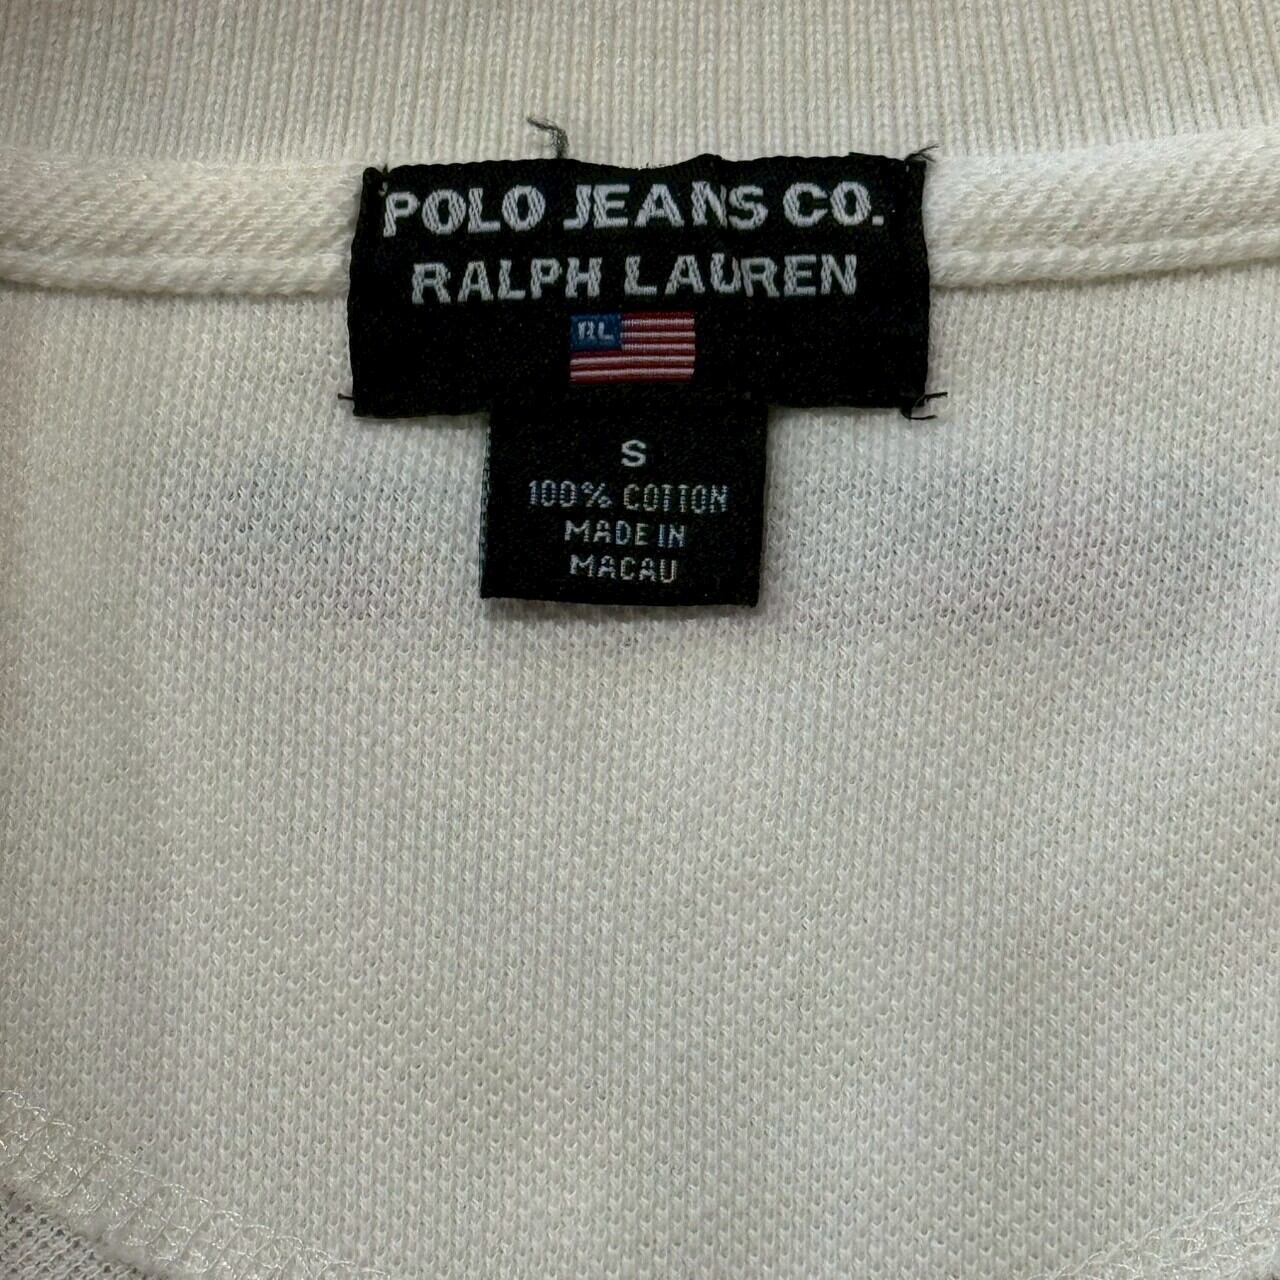 POLO JEANS CO.
RALPH LAUREN
RL
S
100% COTTON
MADE IN
MACAU